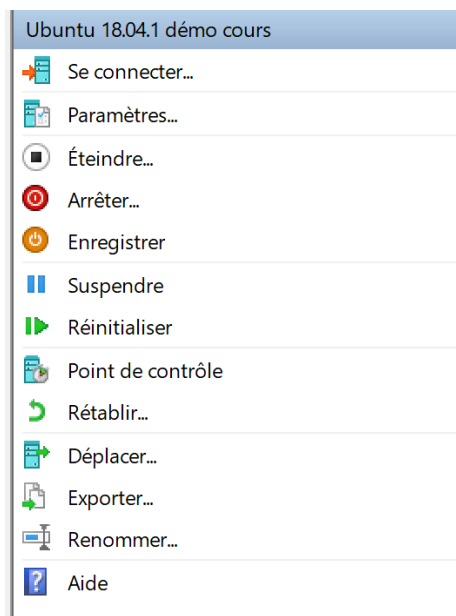 Ubuntu 18.04.1 démo cours
Se connecter...
Paramètres...
Éteindre...
Arrêter...
Enregistrer
Suspendre
Réinitialiser
Point de contrôle
Rétablir...
Déplacer...
Exporter...
Renommer...
Aide